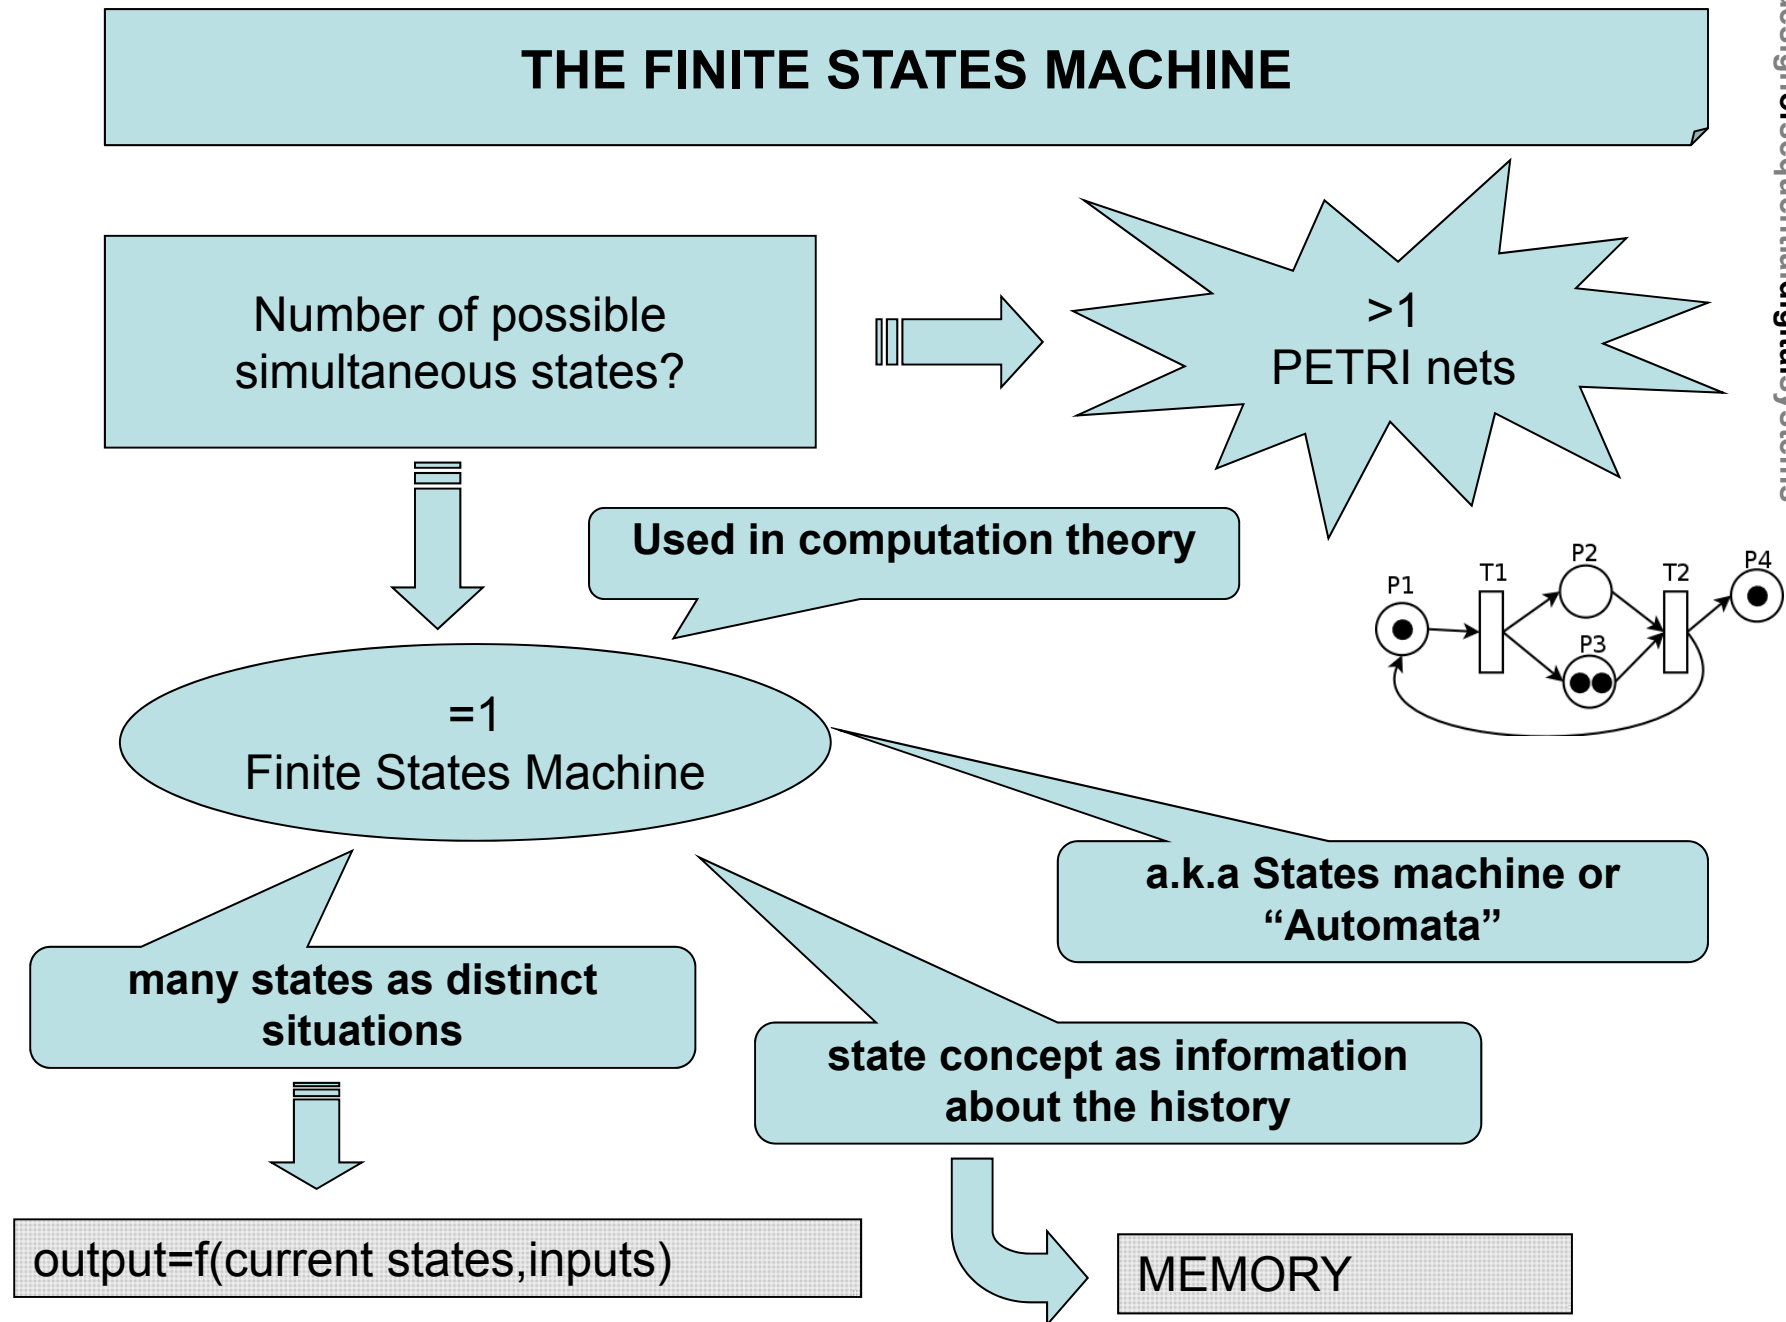 THE FINITE STATES MACHINE
Number of possible
simultaneous states?
>1
PETRI nets
Used in computation theory
P1
T1
P2
P3
T2
P4
=1
Finite States Machine
a.k.a States machine or
“Automata”
many states as distinct
situations
state concept as information
about the history
output=f(current states,inputs)
MEMORY